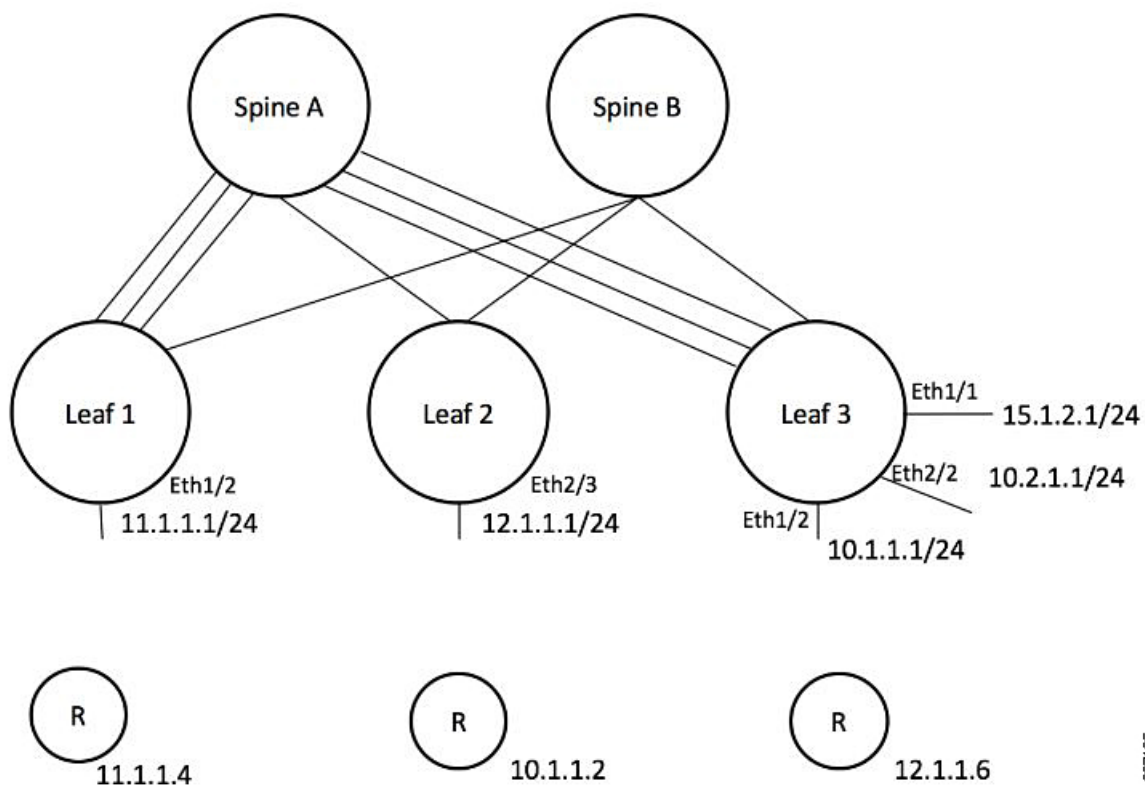 Spine A
Spine B
Leaf 1
Leaf 2
Leaf 3
Eth1/1
15.1.2.1/24
Eth2/2
10.2.1.1/24
Eth1/2
11.1.1.1/24
Eth2/3
12.1.1.1/24
Eth1/2
10.1.1.1/24
R
11.1.1.4
R
10.1.1.2
R
12.1.1.6